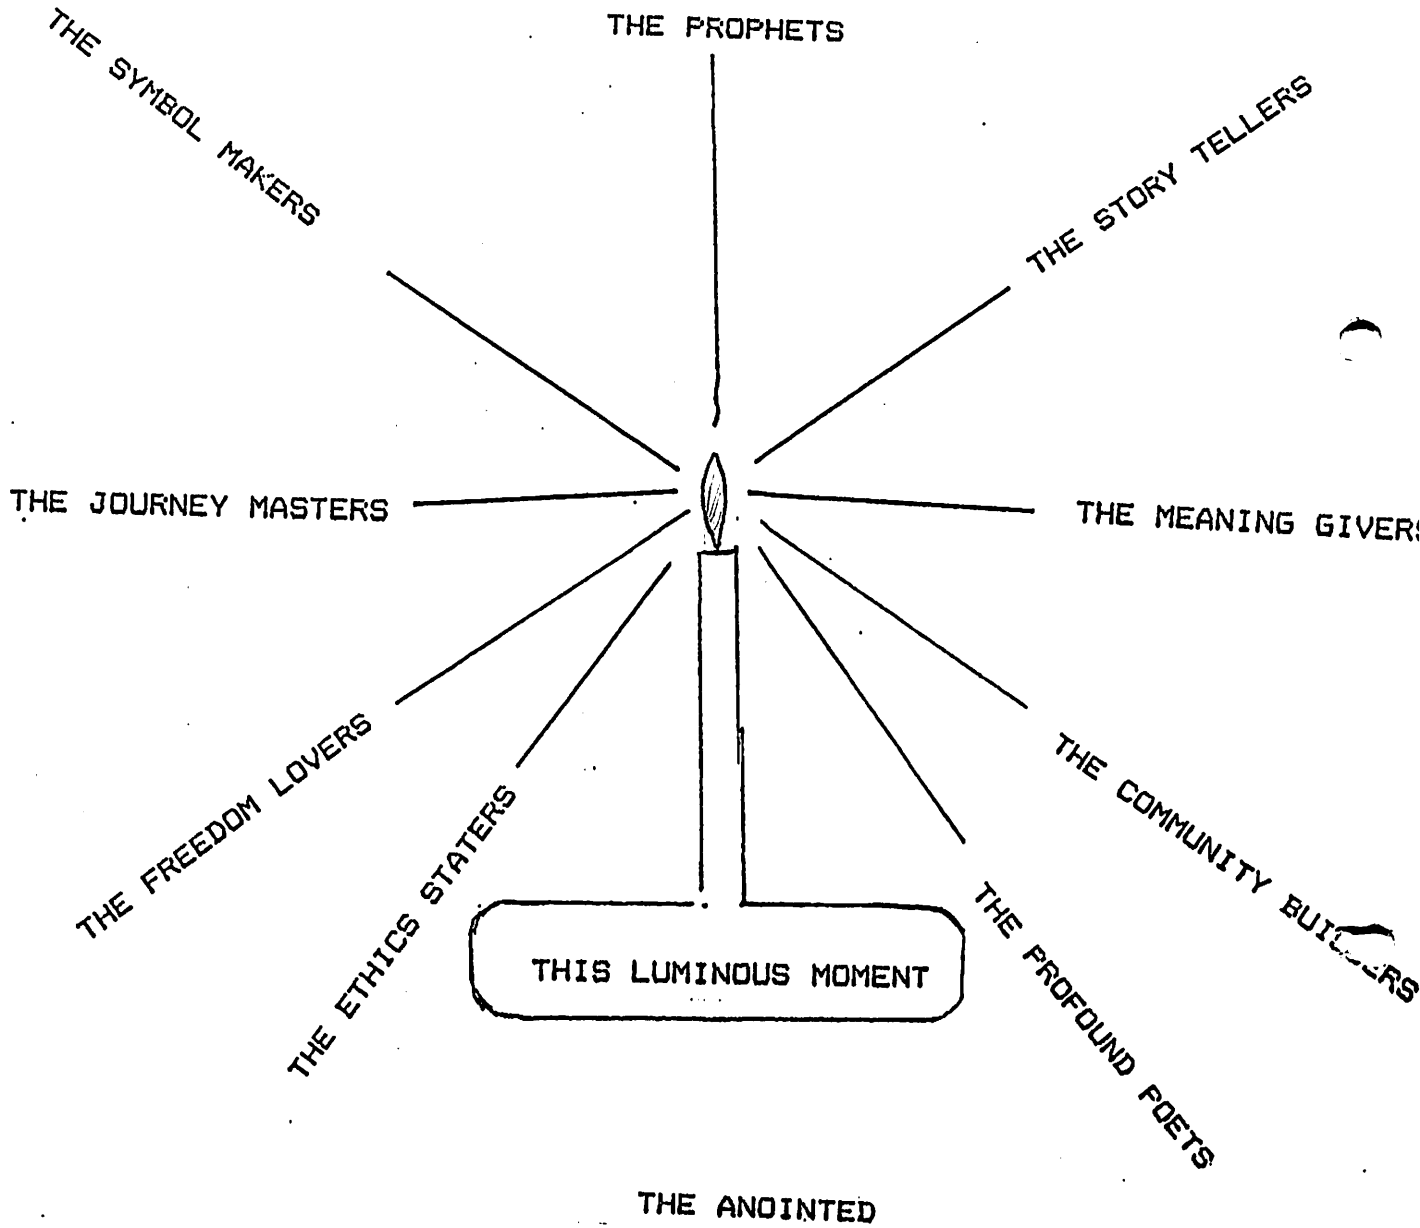 THE PROPHETS
THE SYMBOL MAKERS
THE STORY TELLERS
THE JOURNEY MASTERS
THE MEANING GIVERS
THE FREEDOM LOVERS
THE COMMUNITY BUILDERS
THE ETHICS STATERS
THE PROFOUND POETS
THIS LUMINOUS MOMENT
THE ANOINTED